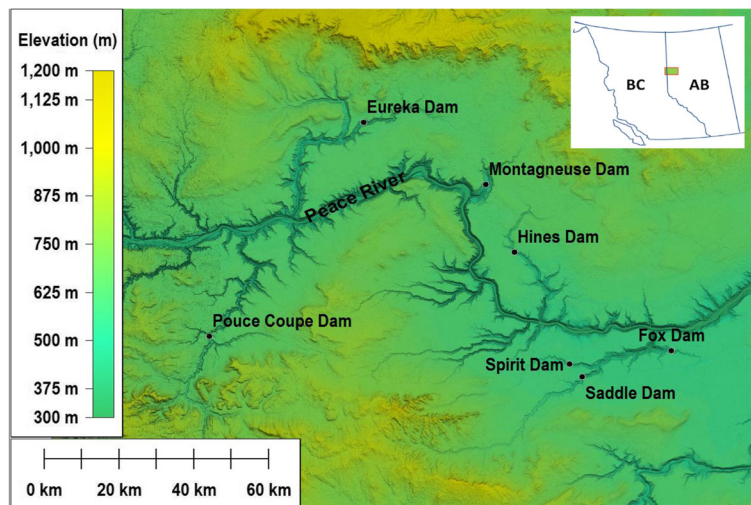 Elevation (m)
1,200 m
1,125 m
1,000 m
875 m
750 m
625 m
500 m
375 m
300 m
Eureka Dam
BC
AB
Peace River
Montagneuse Dam
Hines Dam
Pouce Coupe Dam
Fox Dam
Spirit Dam
Saddle Dam
0 km
20 km
40 km
60 km